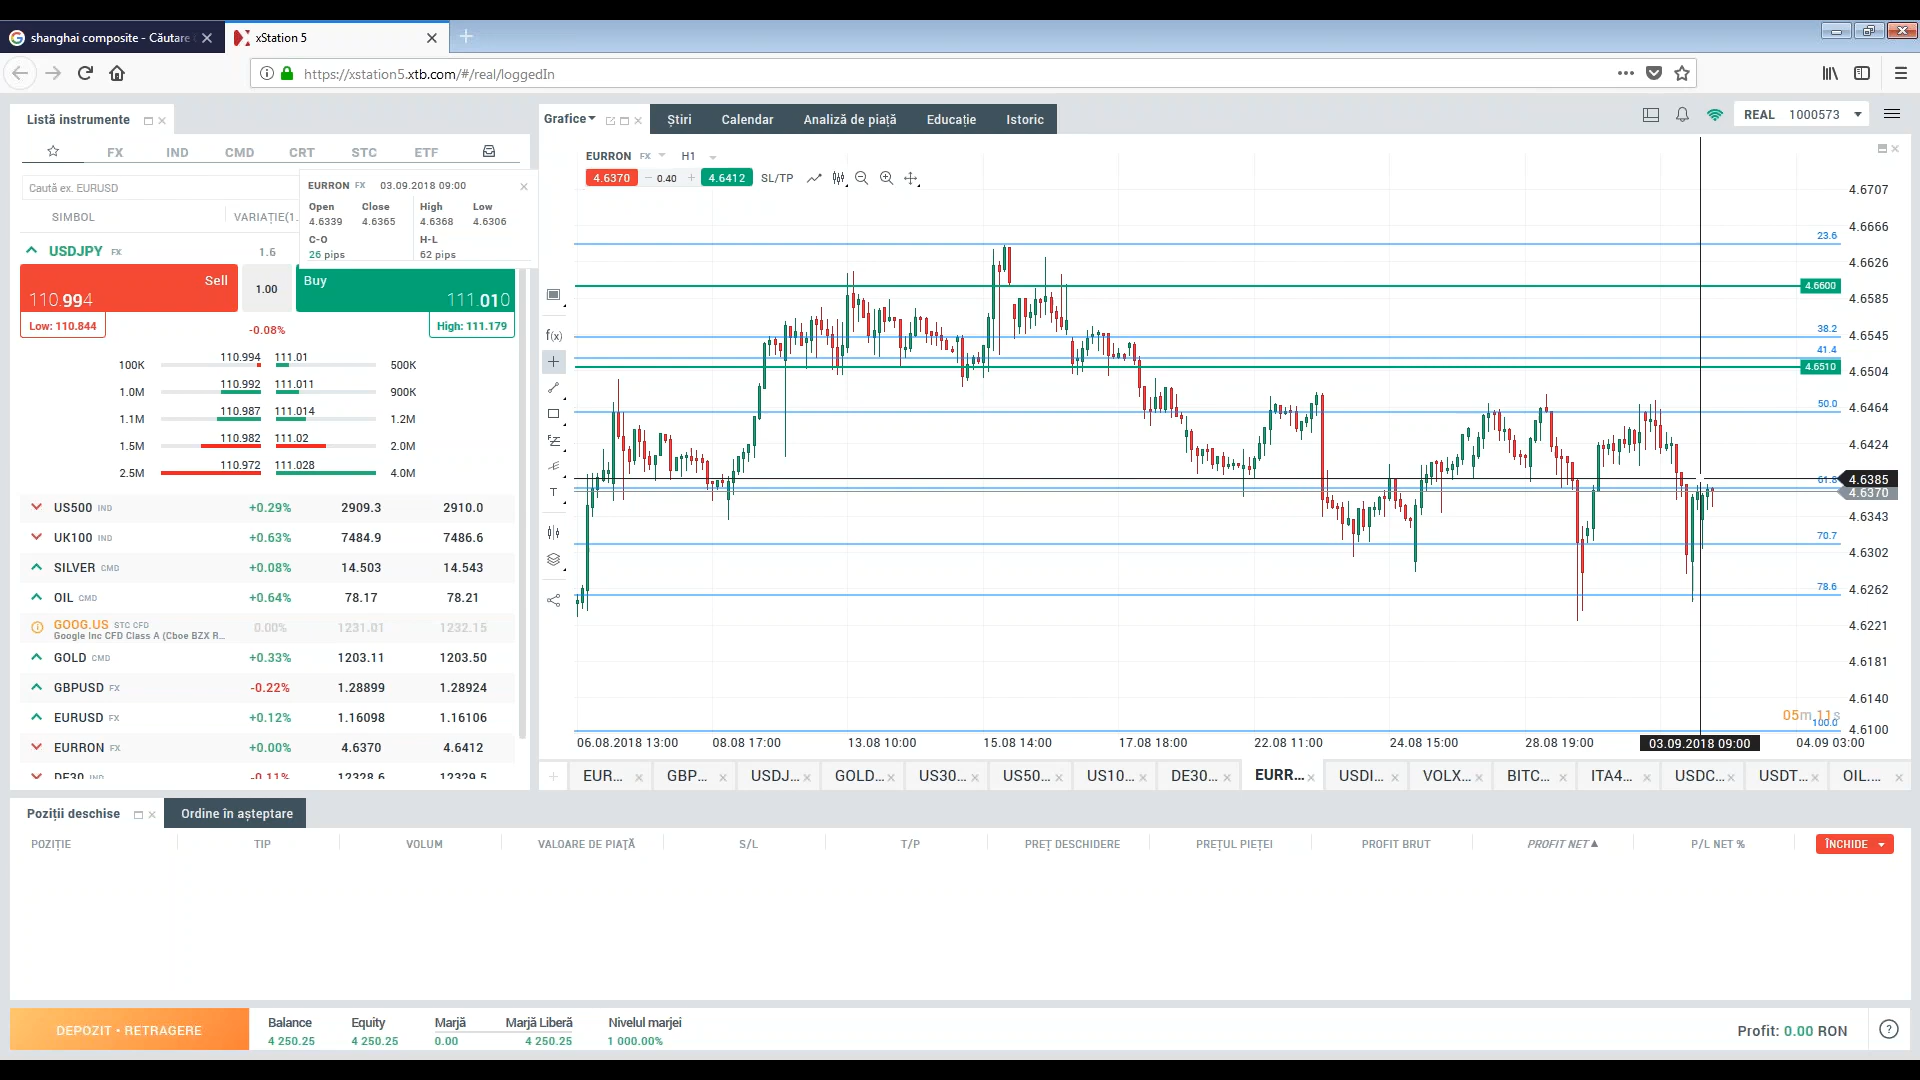 shanghai composite - Căutare
xStation 5
https://xstation5.xtb.com/#/real/loggedIn
Listă instrumente
FX IND CMD CRT STC ETF
Caută ex. EURUSD
SIMBOL VARIAȚIE(1...
EURRON FX 03.09.2018 09:00
Open Close High Low
4.6339 4.6365 4.6368 4.6306
C-O H-L
26 pips 62 pips
USDJPY FX 1.6
Sell 110.994
1.00
Buy 111.010
Low: 110.844
-0.08%
High: 111.179
100K 110.994 111.01 500K
1.0M 110.992 111.011 900K
1.1M 110.987 111.014 1.2M
1.5M 110.982 111.02 2.0M
2.5M 110.972 111.028 4.0M
US500 IND +0.29% 2909.3 2910.0
UK100 IND +0.63% 7484.9 7486.6
SILVER CMD +0.08% 14.503 14.543
OIL CMD +0.64% 78.17 78.21
GOOG.US STC CFD 0.00% 1231.01 1232.15
Google Inc CFD Class A (Cboe BZX R...
GOLD CMD +0.33% 1203.11 1203.50
GBPUSD FX -0.22% 1.28899 1.28924
EURUSD FX +0.12% 1.16098 1.16106
EURRON FX +0.00% 4.6370 4.6412
DE30 IND -0.11% 12328.6 12329.5
Grafice Știri Calendar Analiză de piață Educație Istoric
REAL 1000573
EURRON FX H1
4.6370 0.40 4.6412 SL/TP
f(x)
T
23.6
4.6600
38.2
41.4
4.6510
50.0
61.8
70.7
78.6
100.0
4.6707
4.6666
4.6626
4.6585
4.6545
4.6504
4.6464
4.6424
4.6385
4.6370
4.6343
4.6302
4.6262
4.6221
4.6181
4.6140
4.6100
05m 11s
06.08.2018 13:00 08.08 17:00 13.08 10:00 15.08 14:00 17.08 18:00 22.08 11:00 24.08 15:00 28.08 19:00 03.09.2018 09:00 04.09 03:00
EUR... GBP... USDJ... GOLD... US30... US50... US10... DE30... EURR... USDI... VOLX... BITC... ITA4... USDC... USDT... OIL....
Poziții deschise Ordine în așteptare
POZIȚIE TIP VOLUM VALOARE DE PIAȚĂ S/L T/P PREȚ DESCHIDERE PREȚUL PIEȚEI PROFIT BRUT PROFIT NET P/L NET % ÎNCHIDE
DEPOZIT • RETRAGERE
Balance Equity Marjă Marjă Liberă Nivelul marjei
4 250.25 4 250.25 0.00 4 250.25 1 000.00%
Profit: 0.00 RON